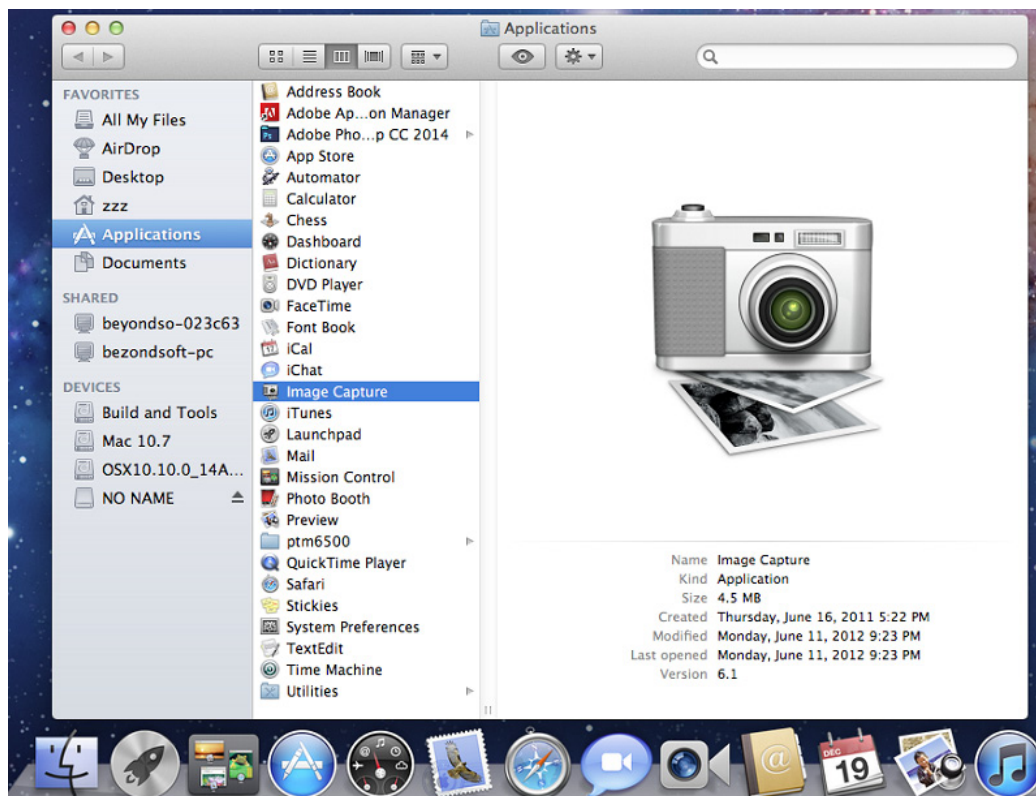 Applications
FAVORITES
All My Files
AirDrop
Desktop
zzz
Applications
Documents
SHARED
beyondso-023c63
bezondsoft-pc
DEVICES
Build and Tools
Mac 10.7
OSX10.10.0_14A...
NO NAME
Address Book
Adobe Ap...on Manager
Adobe Pho...p CC 2014
App Store
Automator
Calculator
Chess
Dashboard
Dictionary
DVD Player
FaceTime
Font Book
iCal
iChat
Image Capture
iTunes
Launchpad
Mail
Mission Control
Photo Booth
Preview
ptm6500
QuickTime Player
Safari
Stickies
System Preferences
TextEdit
Time Machine
Utilities
Name Image Capture
Kind Application
Size 4.5 MB
Created Thursday, June 16, 2011 5:22 PM
Modified Monday, June 11, 2012 9:23 PM
Last opened Monday, June 11, 2012 9:23 PM
Version 6.1
@
DEC
19